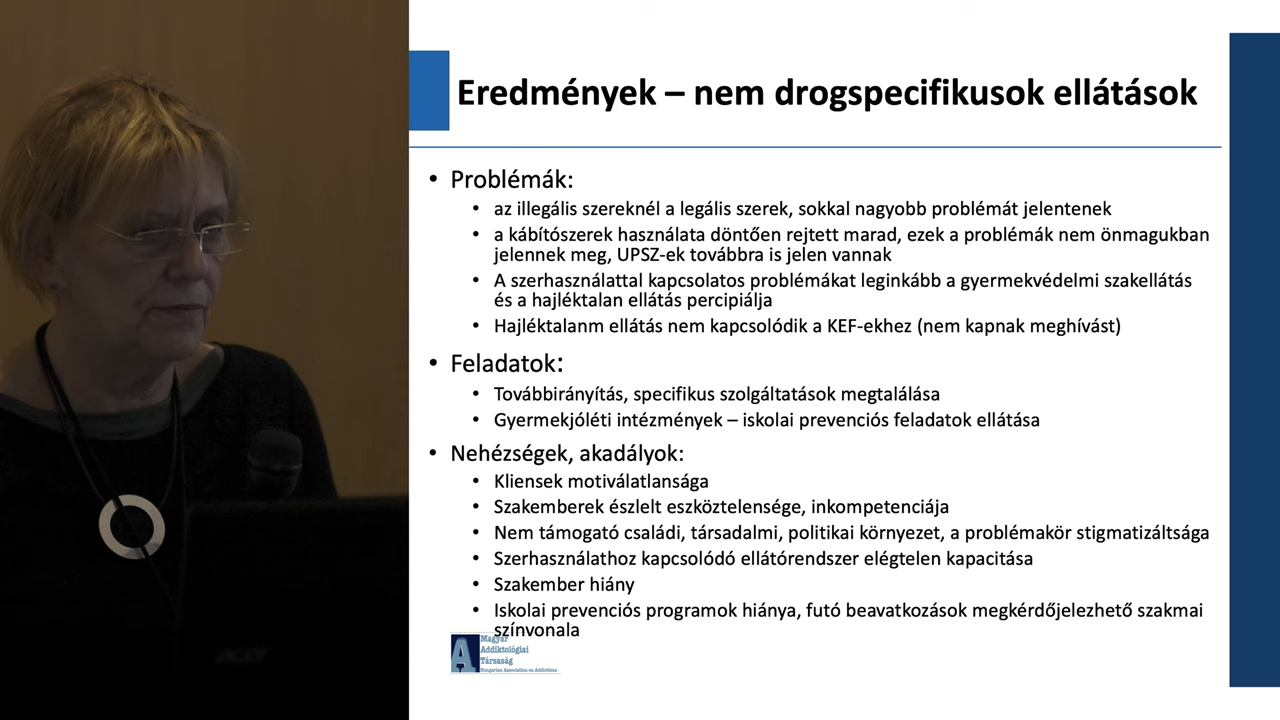 Eredmények – nem drogspecifikusok ellátások
• Problémák:
• az illegális szereknél a legális szerek, sokkal nagyobb problémát jelentenek
• a kábítószerek használata döntően rejtett marad, ezek a problémák nem önmagukban
jelennek meg, UPSZ-ek továbbra is jelen vannak
• A szerhasználattal kapcsolatos problémákat leginkább a gyermekvédelmi szakellátás
és a hajléktalan ellátás percipiálja
• Hajléktalanm ellátás nem kapcsolódik a KEF-ekhez (nem kapnak meghívást)
• Feladatok:
• Továbbirányítás, specifikus szolgáltatások megtalálása
• Gyermekjóléti intézmények – iskolai prevenciós feladatok ellátása
• Nehézségek, akadályok:
• Kliensek motiválatlansága
• Szakemberek észlelt eszköztelensége, inkompetenciája
• Nem támogató családi, társadalmi, politikai környezet, a problémakör stigmatizáltsága
• Szerhasználathoz kapcsolódó ellátórendszer elégtelen kapacitása
• Szakember hiány
• Iskolai prevenciós programok hiánya, futó beavatkozások megkérdőjelezhető szakmai
színvonala
A
Magyar
Addiktológiai
Társaság
Hungarian Association on Addictions
acer